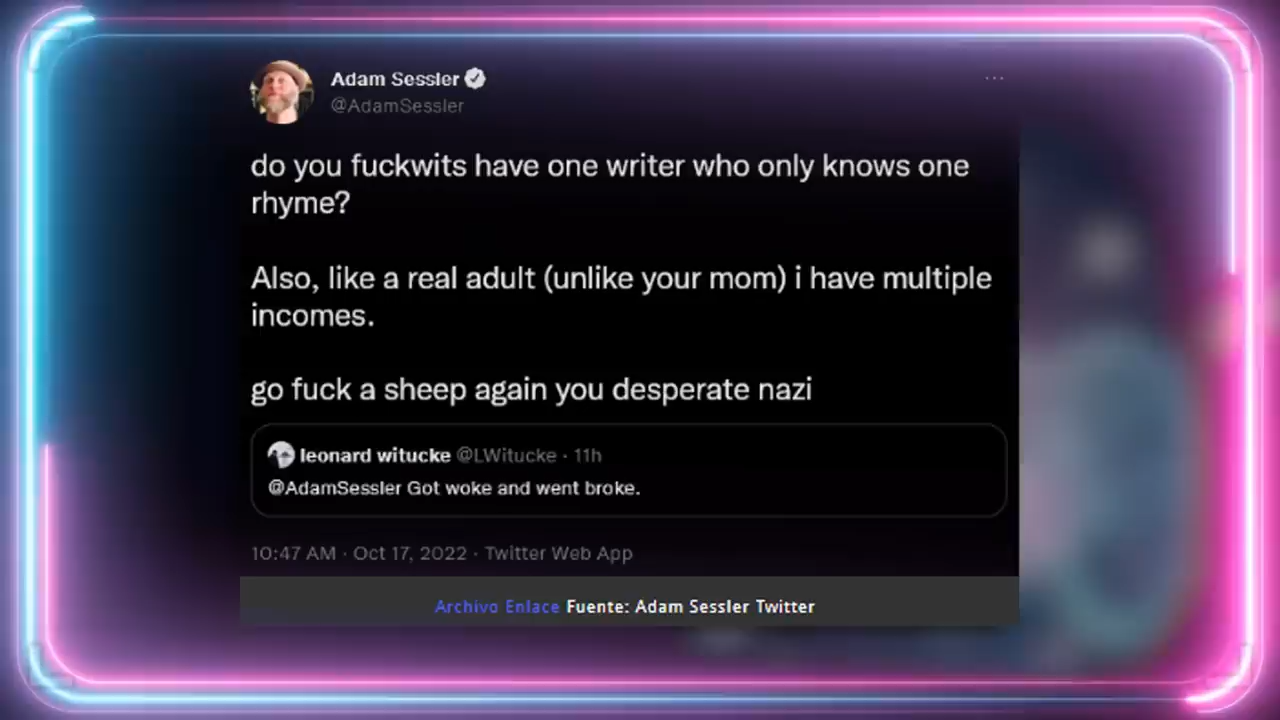 Adam Sessler
@AdamSessler
do you fuckwits have one writer who only knows one
rhyme?
Also, like a real adult (unlike your mom) i have multiple
incomes.
go fuck a sheep again you desperate nazi
leonard witucke @LWitucke · 11h
@AdamSessler Got woke and went broke.
10:47 AM · Oct 17, 2022 · Twitter Web App
Archivo Enlace Fuente: Adam Sessler Twitter